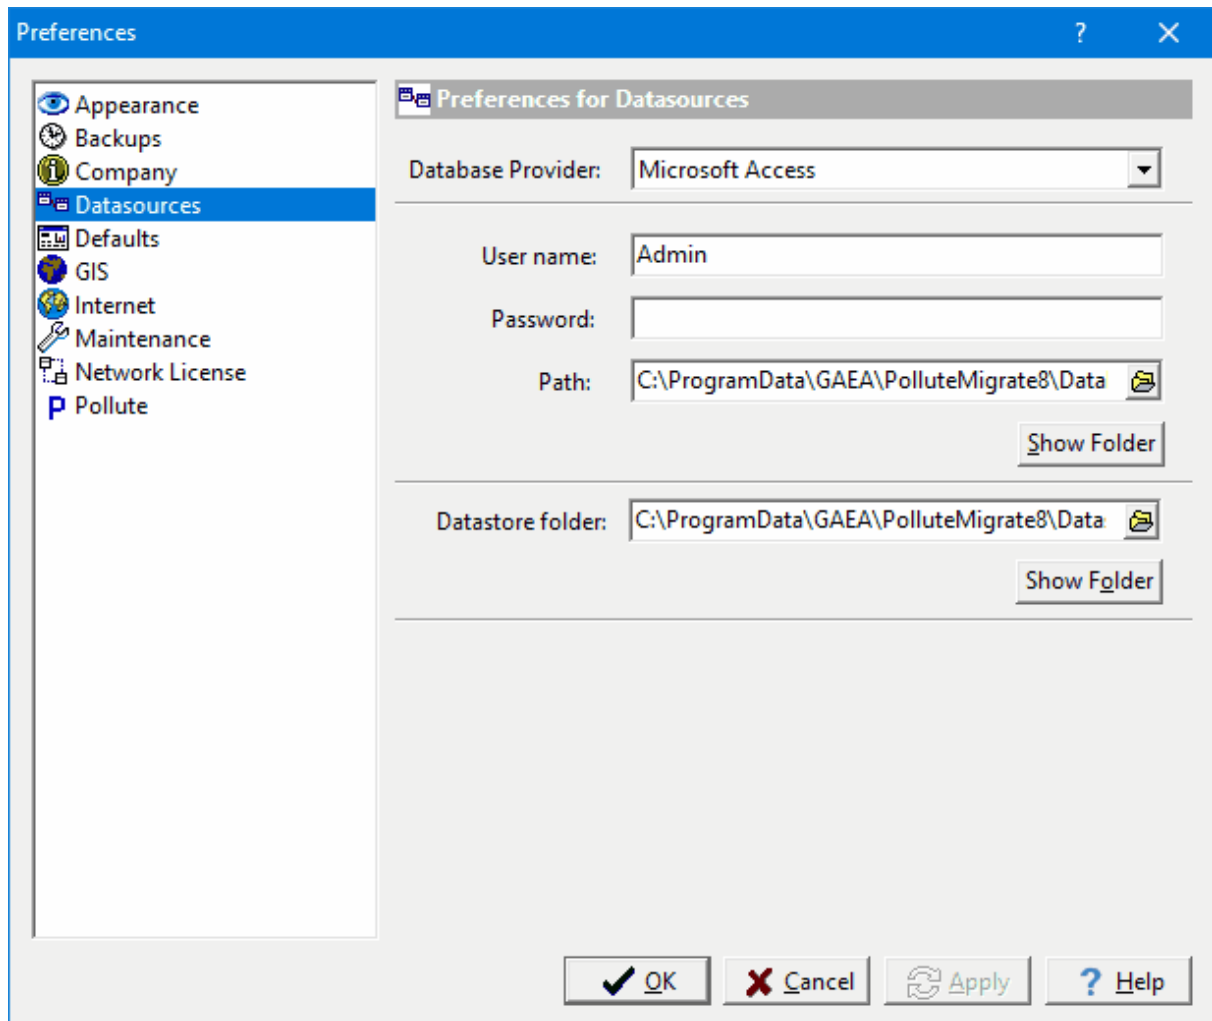 Preferences
?
Appearance
Backups
Company
Datasources
Defaults
GIS
Internet
Maintenance
Network License
P Pollute
Preferences for Datasources
Database Provider: Microsoft Access
User name: Admin
Password:
Path: C:\ProgramData\GAEA\PolluteMigrate8\Data
Show Folder
Datastore folder: C:\ProgramData\GAEA\PolluteMigrate8\Data
Show Folder
OK Cancel Apply ? Help